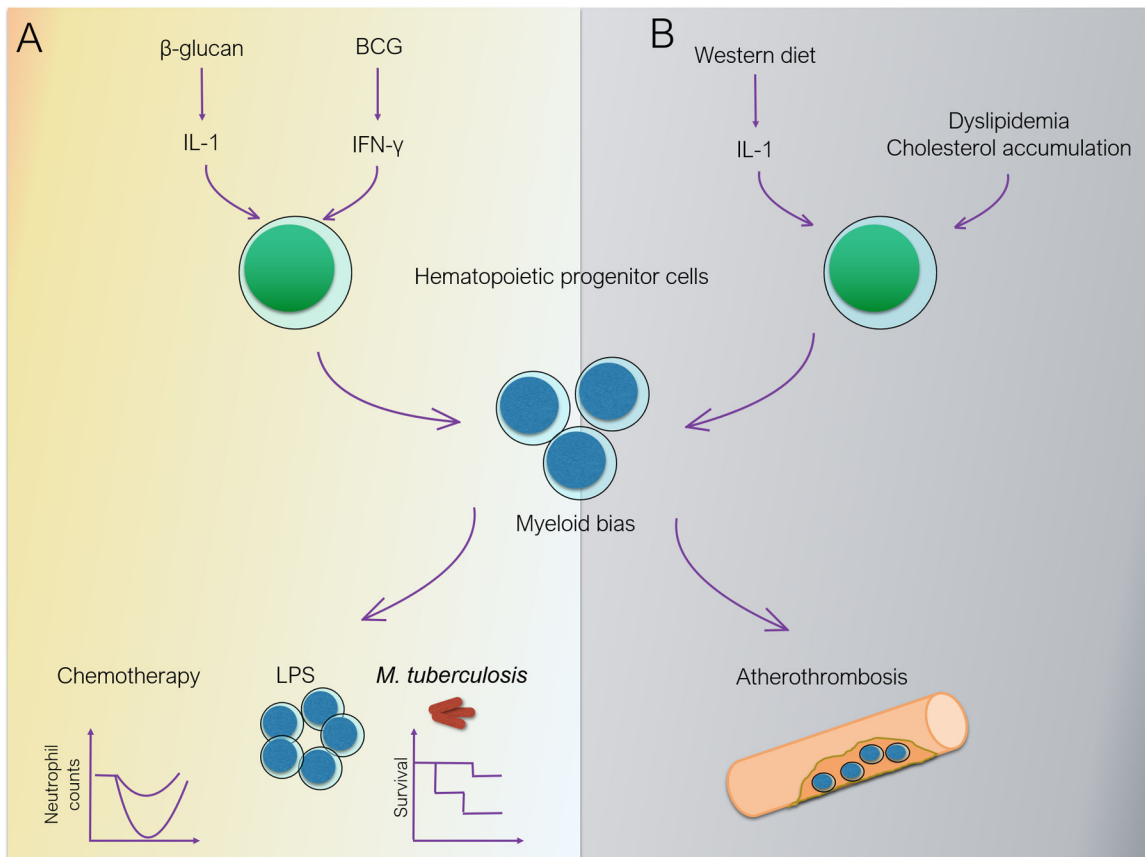 A
β-glucan
BCG
IL-1
IFN-γ
B
Western diet
IL-1
Dyslipidemia
Cholesterol accumulation
Hematopoietic progenitor cells
Myeloid bias
Chemotherapy
LPS
M. tuberculosis
Neutrophil
counts
Survival
Atherothrombosis